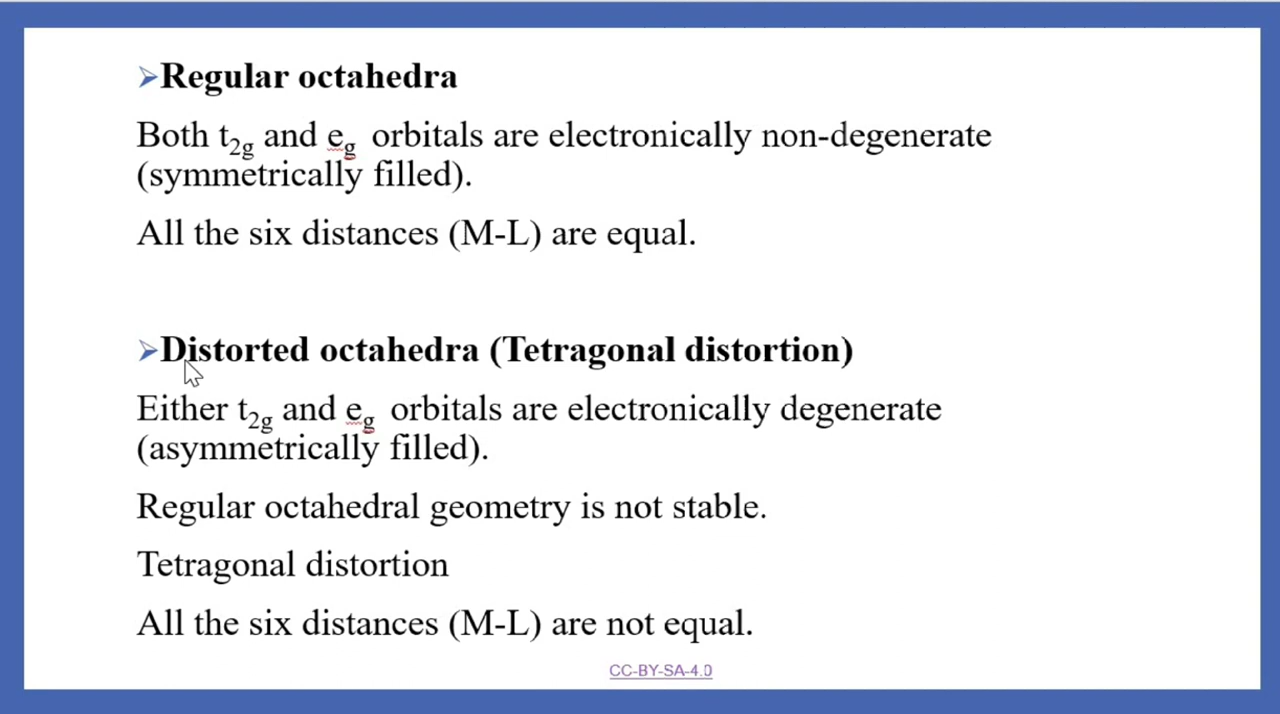 ➢Regular octahedra
Both t₂g and eg orbitals are electronically non-degenerate
(symmetrically filled).
All the six distances (M-L) are equal.
➢Distorted octahedra (Tetragonal distortion)
Either t₂g and eg orbitals are electronically degenerate
(asymmetrically filled).
Regular octahedral geometry is not stable.
Tetragonal distortion
All the six distances (M-L) are not equal.
CC-BY-SA-4.0